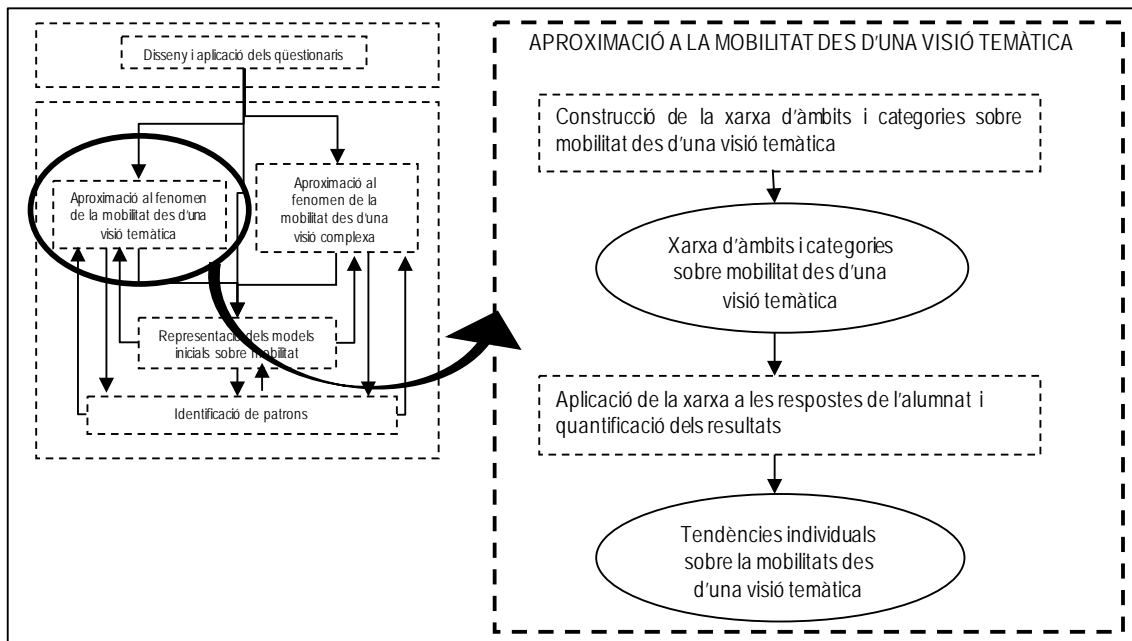 Disseny i aplicació dels qüestionaris
Aproximació al fenomen
de la mobilitat des d'una
visió temàtica
Aproximació al
fenomen de la
mobilitat des d'una
visió complexa
Representació dels models
inicials sobre mobilitat
Identificació de patrons
APROXIMACIÓ A LA MOBILITAT DES D'UNA VISIÓ TEMÀTICA
Construcció de la xarxa d'àmbits i categories sobre
mobilitat des d'una visió temàtica
Xarxa d'àmbits i categories
sobre mobilitat des d'una
visió temàtica
Aplicació de la xarxa a les respostes de l'alumnat i
quantificació dels resultats
Tendències individuals
sobre la mobilitats des
d'una visió temàtica